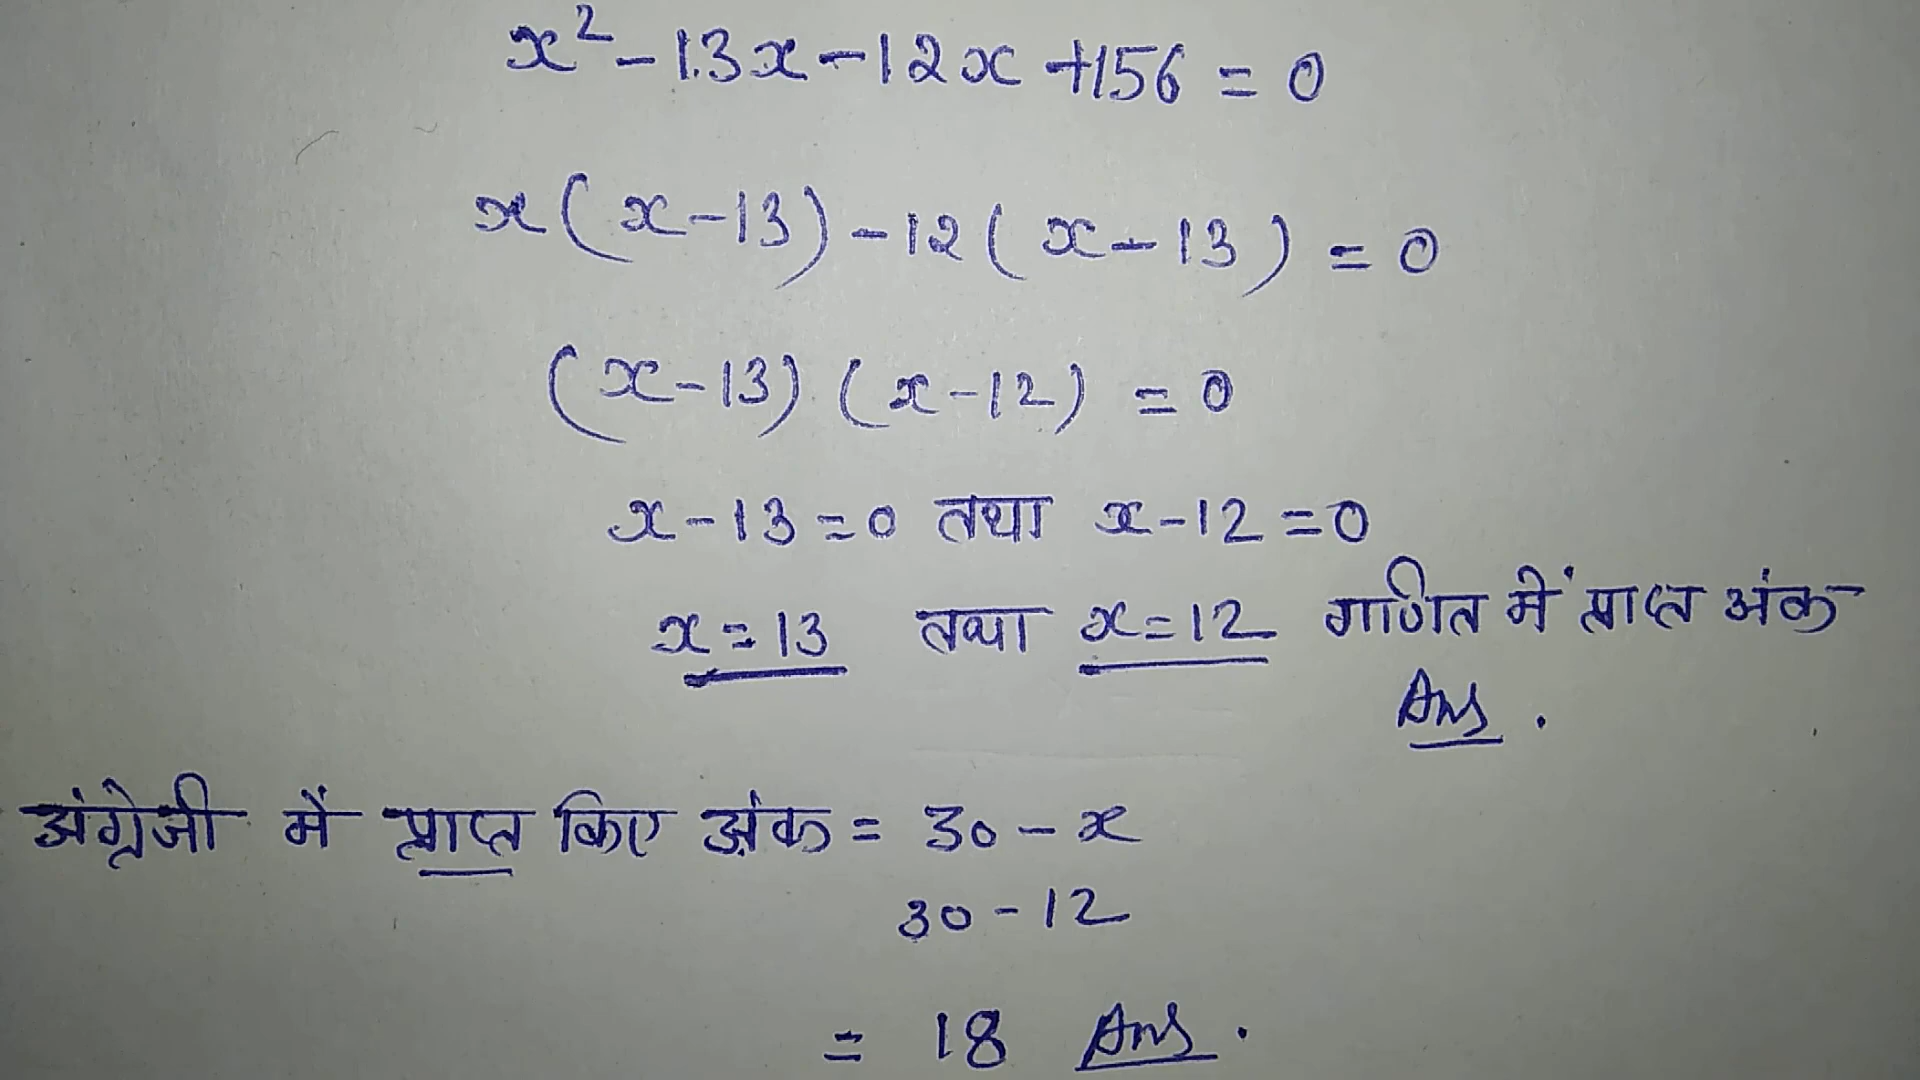 x² - 13x - 12x + 156 = 0
x(x-13) - 12(x-13) = 0
(x-13) (x-12) = 0
x-13=0 तथा x-12=0
x=13 तथा x=12 गणित में प्राप्त अंक
Ans.
अंग्रेजी में प्राप्त किए अंक = 30 - x
30-12
= 18 Ans.